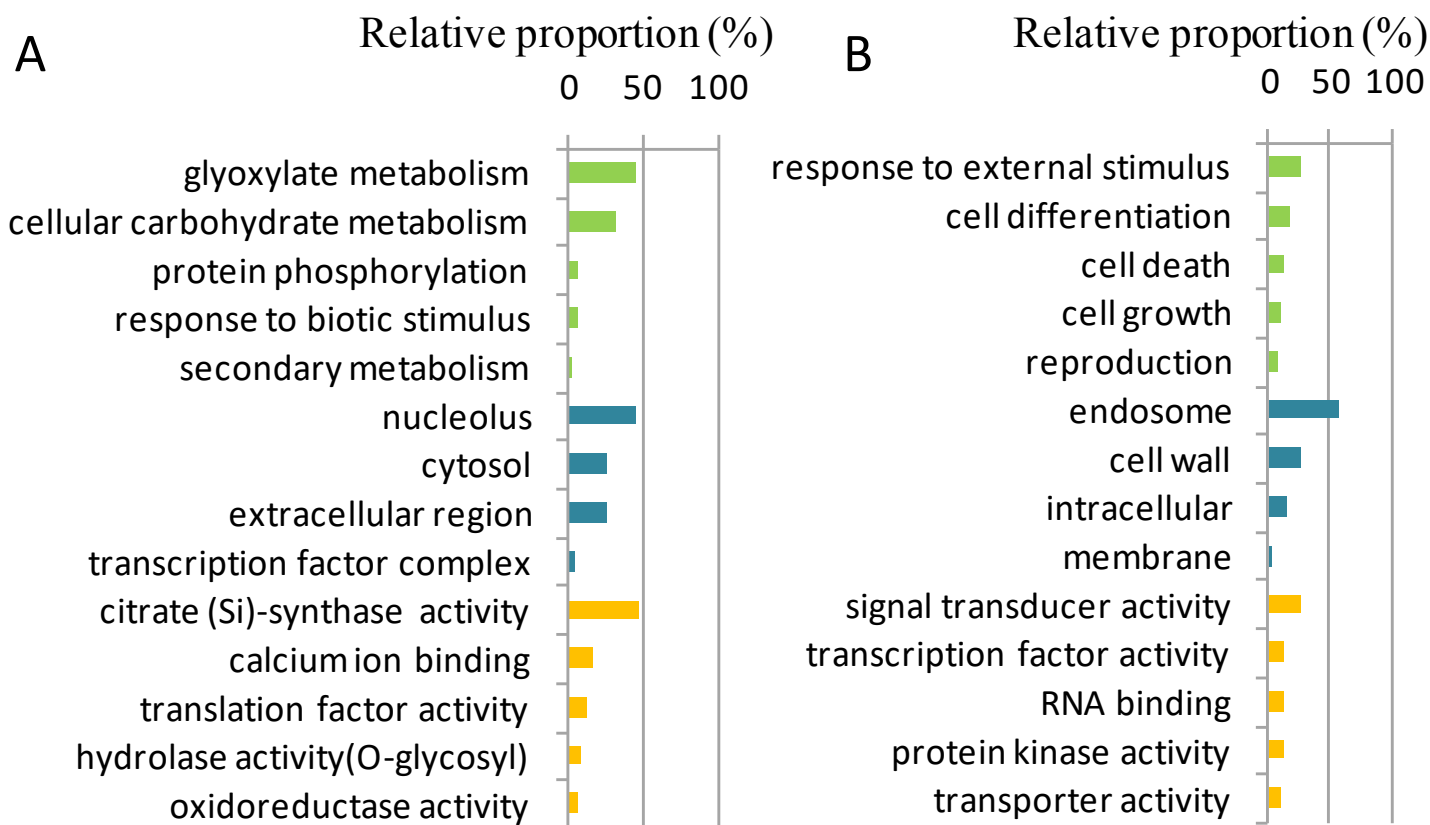 A
Relative proportion (%)
0 50 100
glyoxylate metabolism
cellular carbohydrate metabolism
protein phosphorylation
response to biotic stimulus
secondary metabolism
nucleolus
cytosol
extracellular region
transcription factor complex
citrate (Si)-synthase activity
calcium ion binding
translation factor activity
hydrolase activity(O-glycosyl)
oxidoreductase activity
B
Relative proportion (%)
0 50 100
response to external stimulus
cell differentiation
cell death
cell growth
reproduction
endosome
cell wall
intracellular
membrane
signal transducer activity
transcription factor activity
RNA binding
protein kinase activity
transporter activity